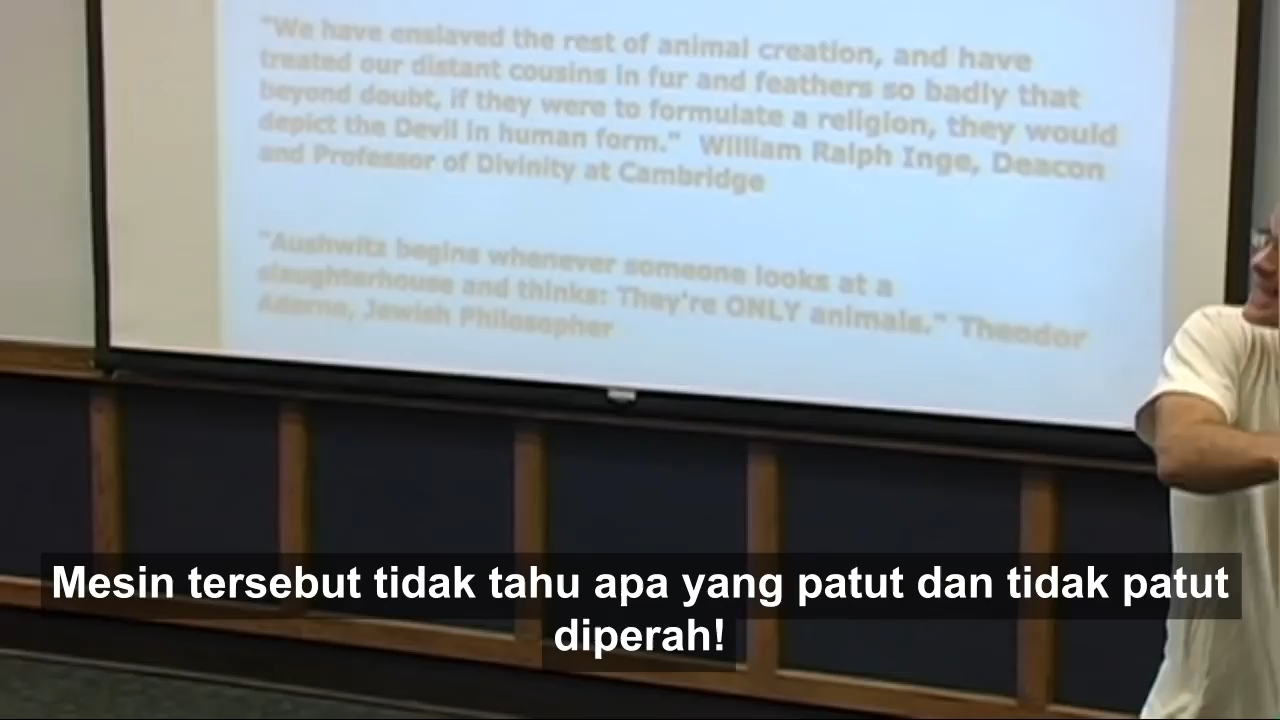 "We have enslaved the rest of animal creation, and have
treated our distant cousins in fur and feathers so badly that
beyond doubt, if they were to formulate a religion, they would
depict the Devil in human form." William Ralph Inge, Deacon
and Professor of Divinity at Cambridge
"Aushwitz begins whenever someone looks at a
slaughterhouse and thinks: They're ONLY animals." Theodor
Adorno, Jewish Philosopher
Mesin tersebut tidak tahu apa yang patut dan tidak patut
diperah!